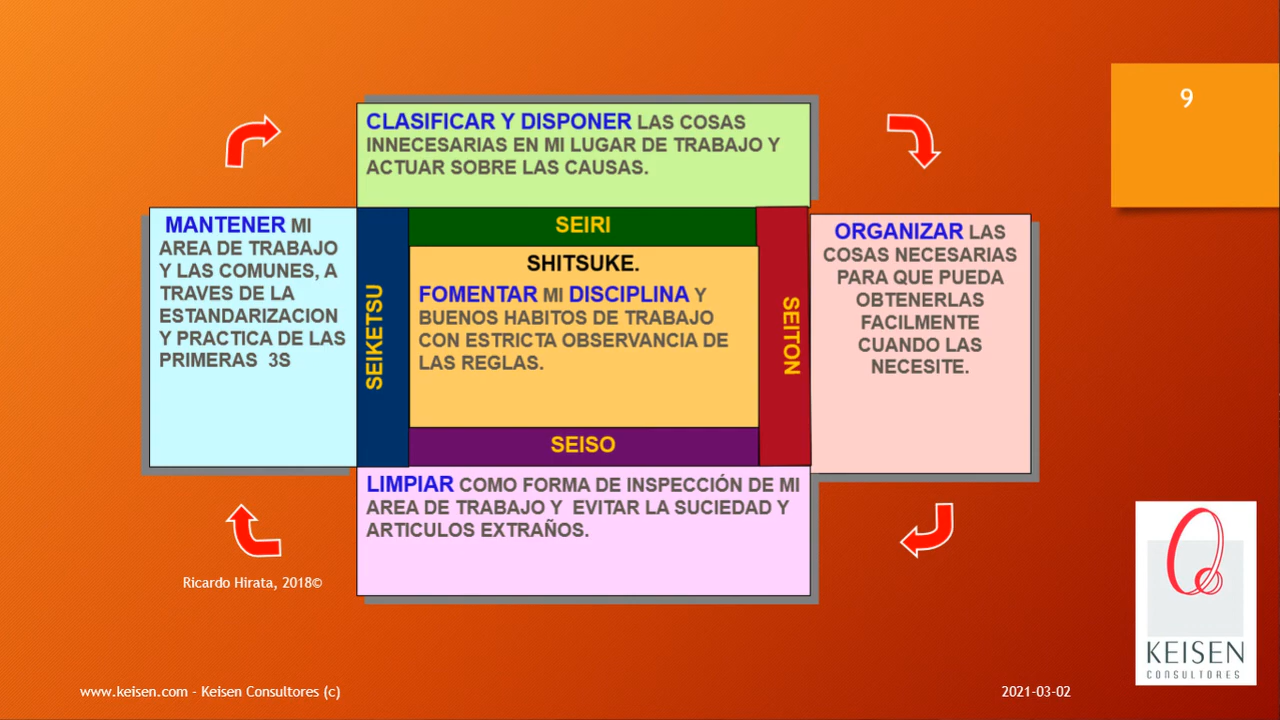 9
CLASIFICAR Y DISPONER LAS COSAS
INNECESARIAS EN MI LUGAR DE TRABAJO Y
ACTUAR SOBRE LAS CAUSAS.
MANTENER MI
AREA DE TRABAJO
Y LAS COMUNES, A
TRAVES DE LA
ESTANDARIZACION
Y PRACTICA DE LAS
PRIMERAS 3S
SEIKETSU
SEIRI
SHITSUKE.
FOMENTAR MI DISCIPLINA Y
BUENOS HABITOS DE TRABAJO
CON ESTRICTA OBSERVANCIA DE
LAS REGLAS.
SEITON
ORGANIZAR LAS
COSAS NECESARIAS
PARA QUE PUEDA
OBTENERLAS
FACILMENTE
CUANDO LAS
NECESITE.
SEISO
LIMPIAR COMO FORMA DE INSPECCIÓN DE MI
AREA DE TRABAJO Y EVITAR LA SUCIEDAD Y
ARTICULOS EXTRAÑOS.
Ricardo Hirata, 2018©
KEISEN
CONSULTORES
www.keisen.com - Keisen Consultores (c)
2021-03-02